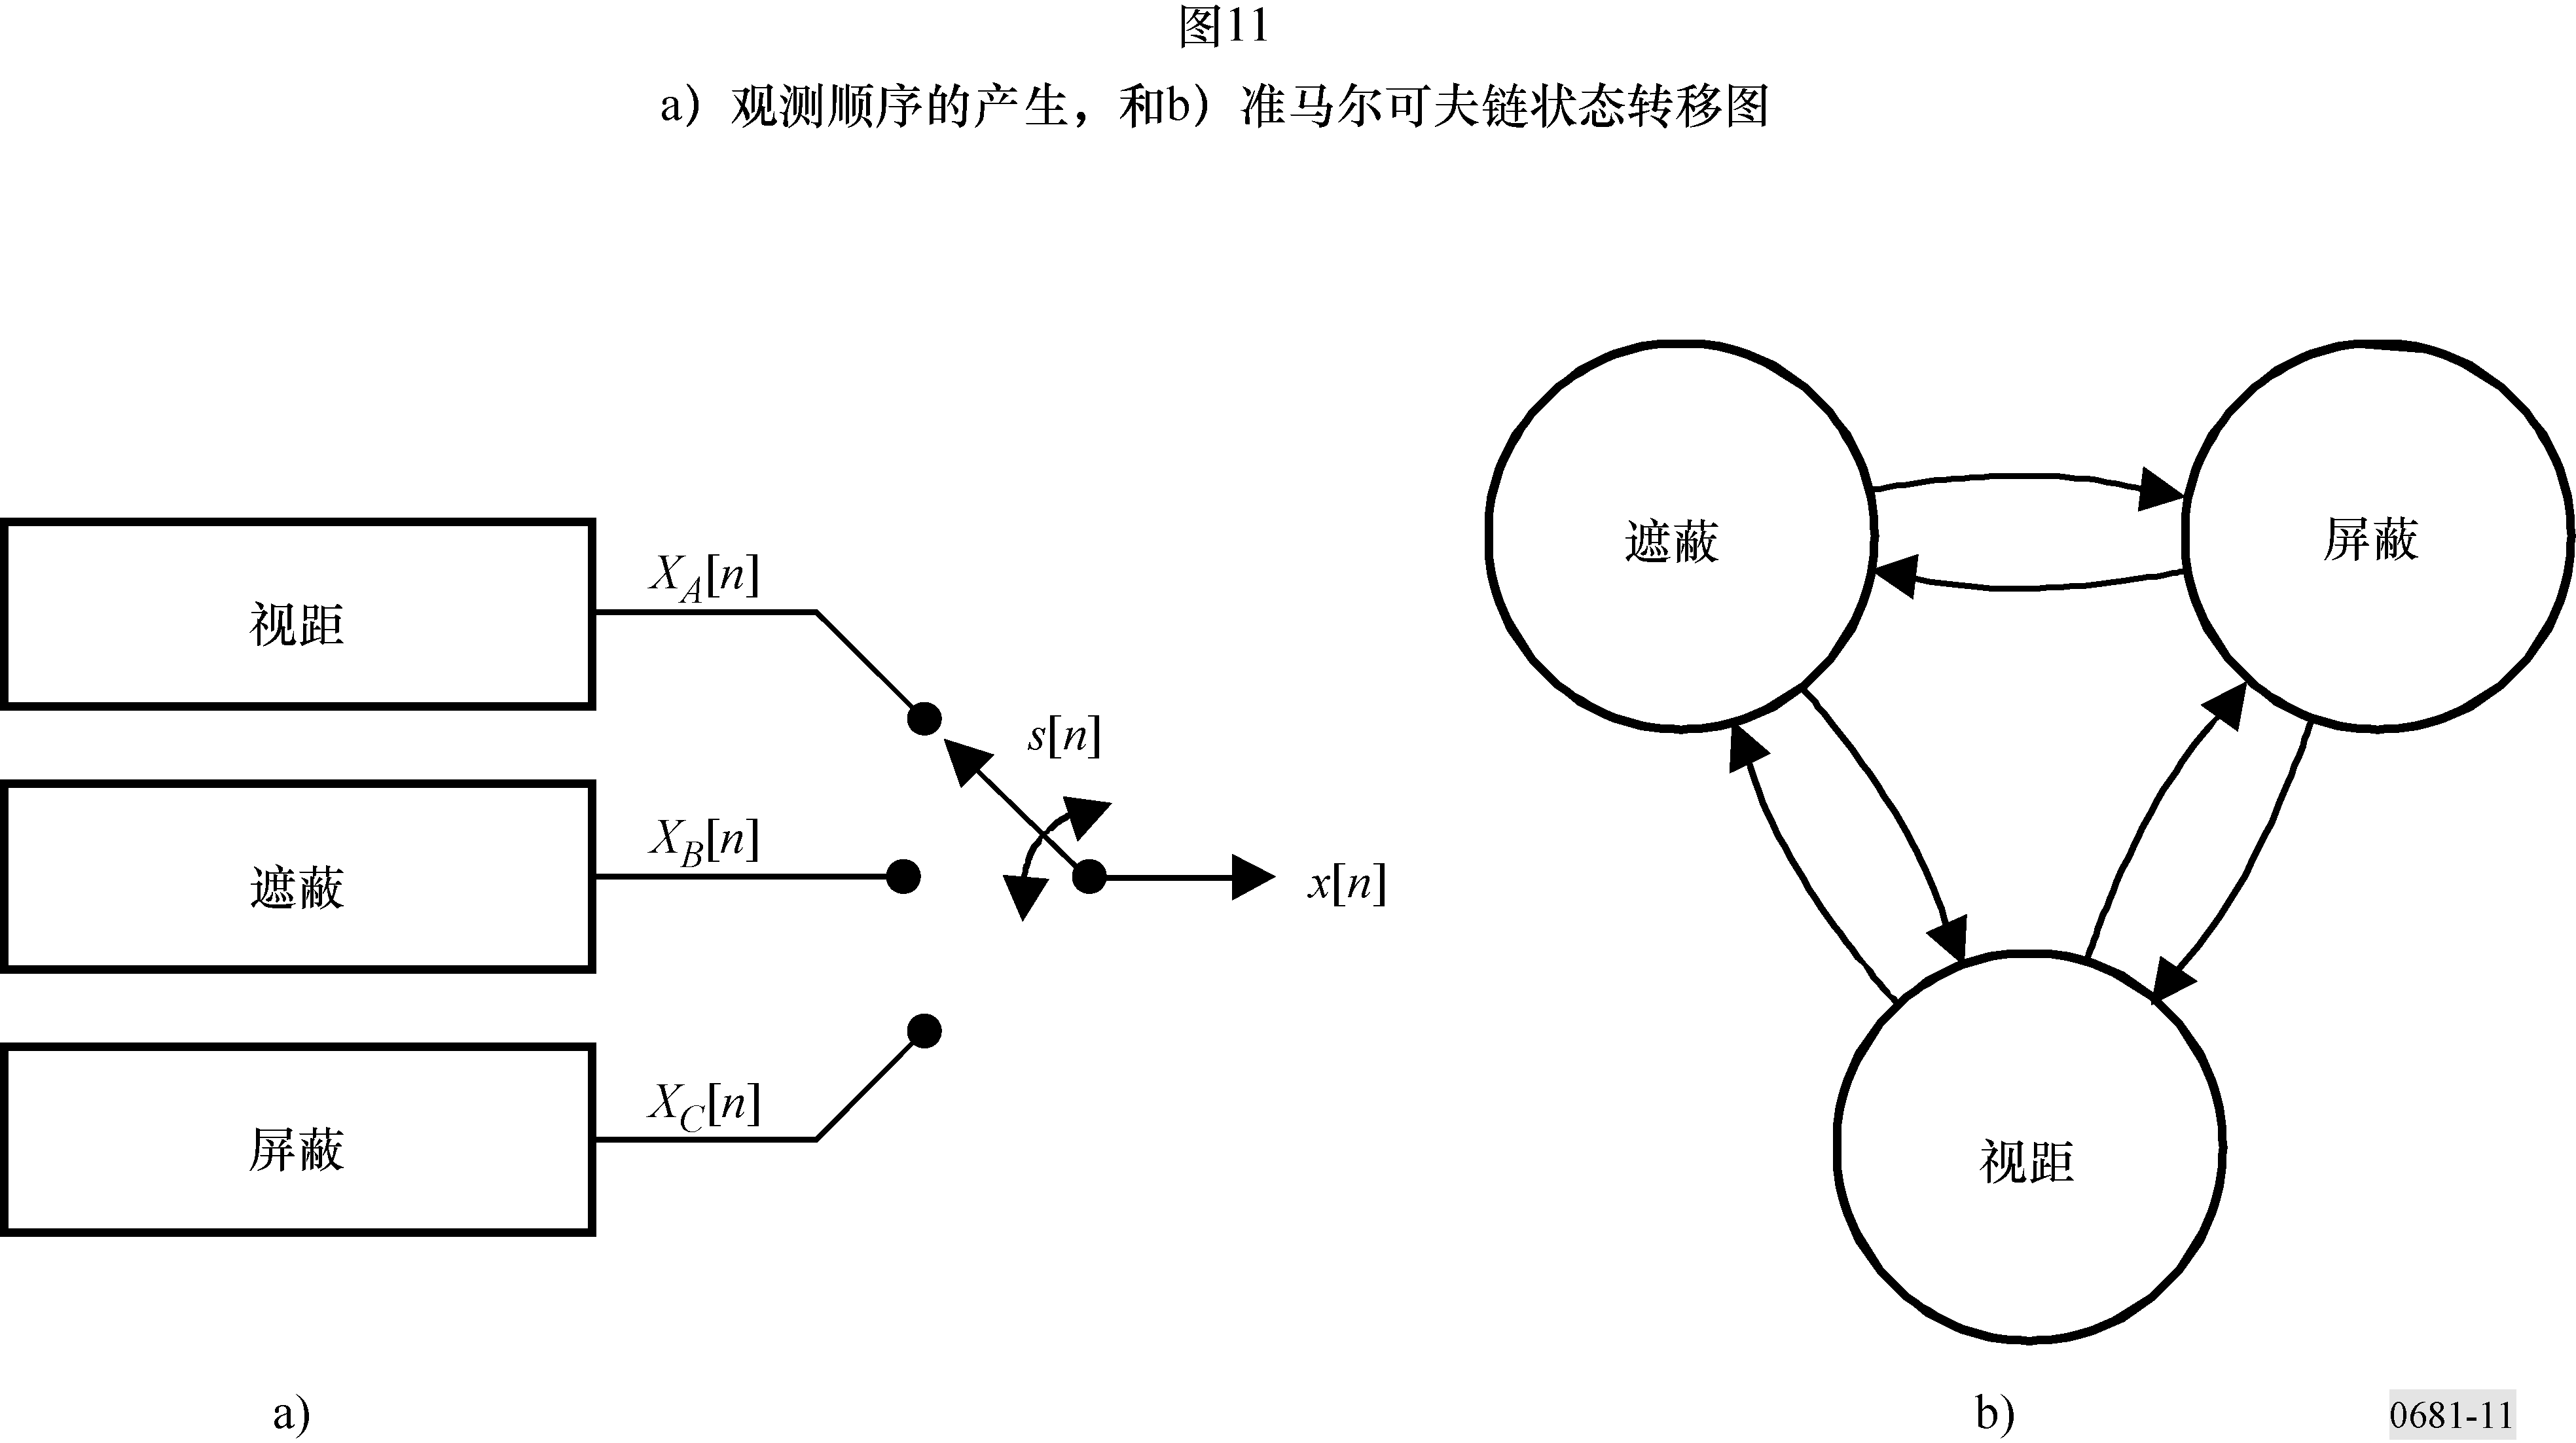 图11
a）观测顺序的产生，和b）准马尔可夫链状态转移图
视距
X_A[n]
遮蔽
X_B[n]
屏蔽
X_C[n]
s[n]
x[n]
a)
遮蔽
屏蔽
视距
b)
0681-11